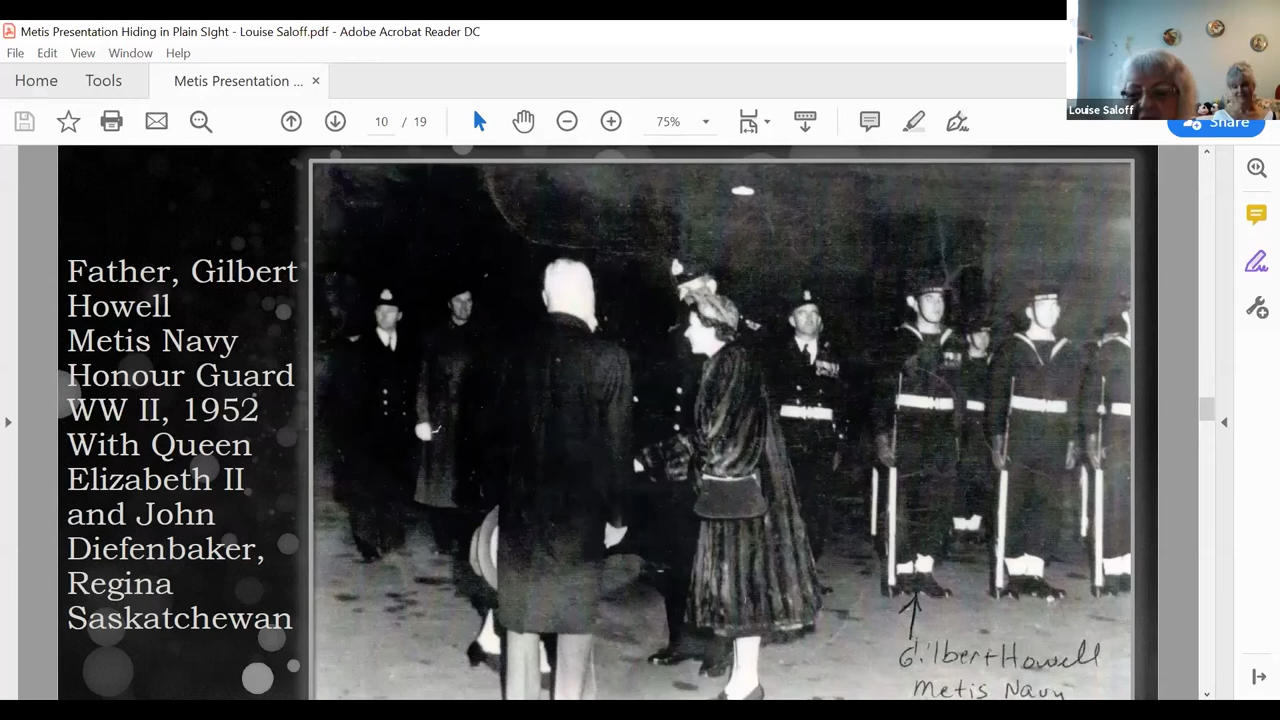 Metis Presentation Hiding in Plain SIght - Louise Saloff.pdf - Adobe Acrobat Reader DC
File Edit View Window Help
Home Tools Metis Presentation ... ×
10 / 19 75%
Louise Saloff
Share
Father, Gilbert
Howell
Metis Navy
Honour Guard
WW II, 1952
With Queen
Elizabeth II
and John
Diefenbaker,
Regina
Saskatchewan
Gilbert Howell
Metis Navy